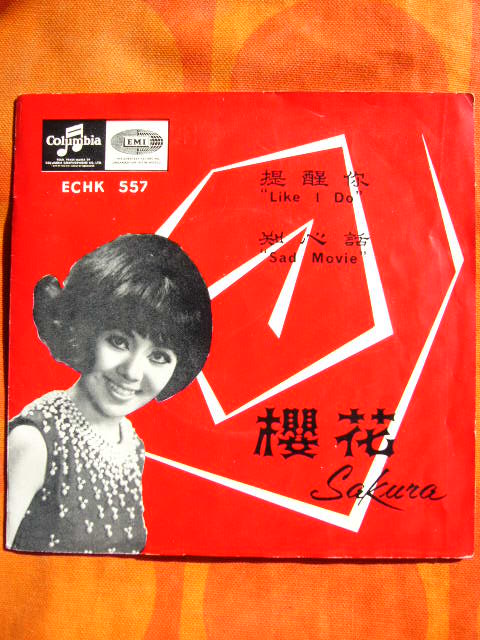 Columbia
EMI
ECHK 557
提醒你
"Like I Do"
知心話
"Sad Movie"
櫻花
Sakura